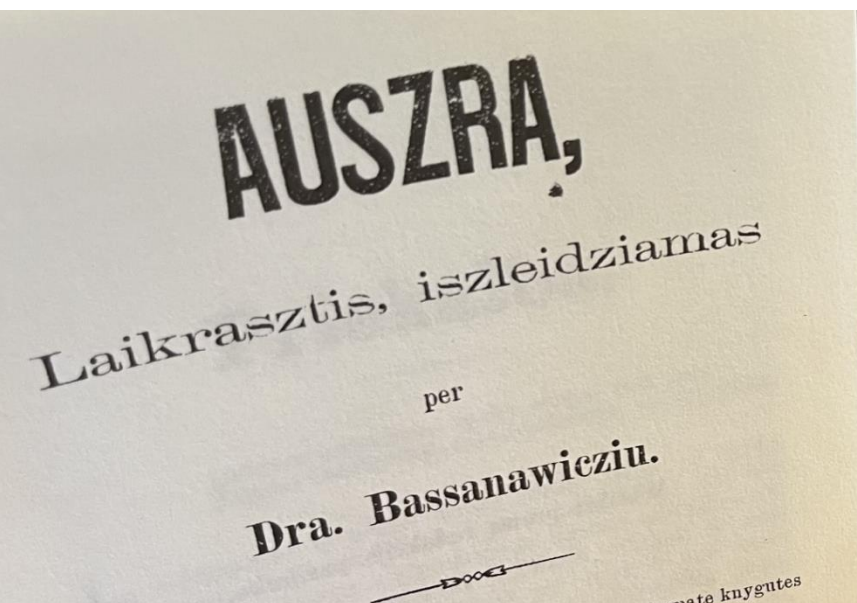 AUSZRA,
Laikrasztis, iszleidziamas
per
Dra. Bassanawicziu.
knygutes